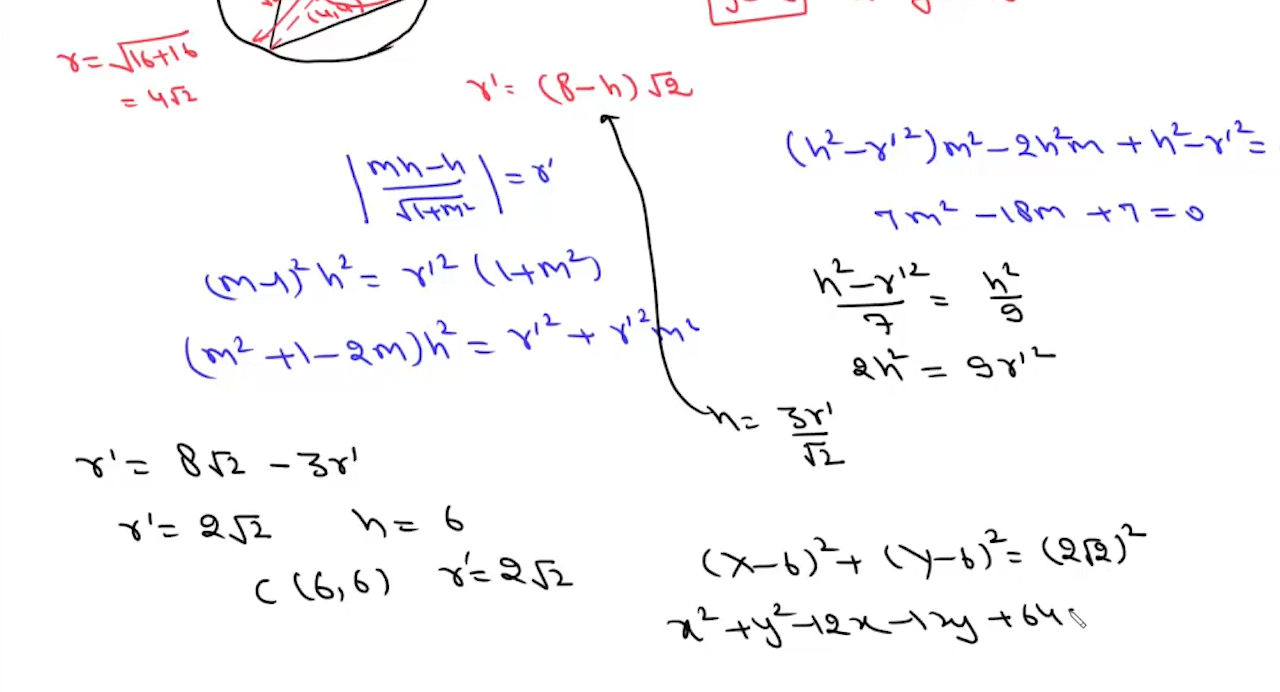 r = √16+16
= 4√2
r' = (8-h)√2
|mh-h / √1+m²| = r'
(m-1)²h² = r'² (1+m²)
(m²+1-2m)h² = r'² + r'²m²
(h²-r'²)m² - 2h²m + h²-r'² =
7m² - 18m + 7 = 0
h²-r'² / 7 = h² / 9
2h² = 9r'²
h = 3r' / √2
r' = 8√2 - 3r'
r' = 2√2 h = 6
C (6,6) r' = 2√2
(x-6)² + (y-6)² = (2√2)²
x² + y² - 12x - 12y + 64